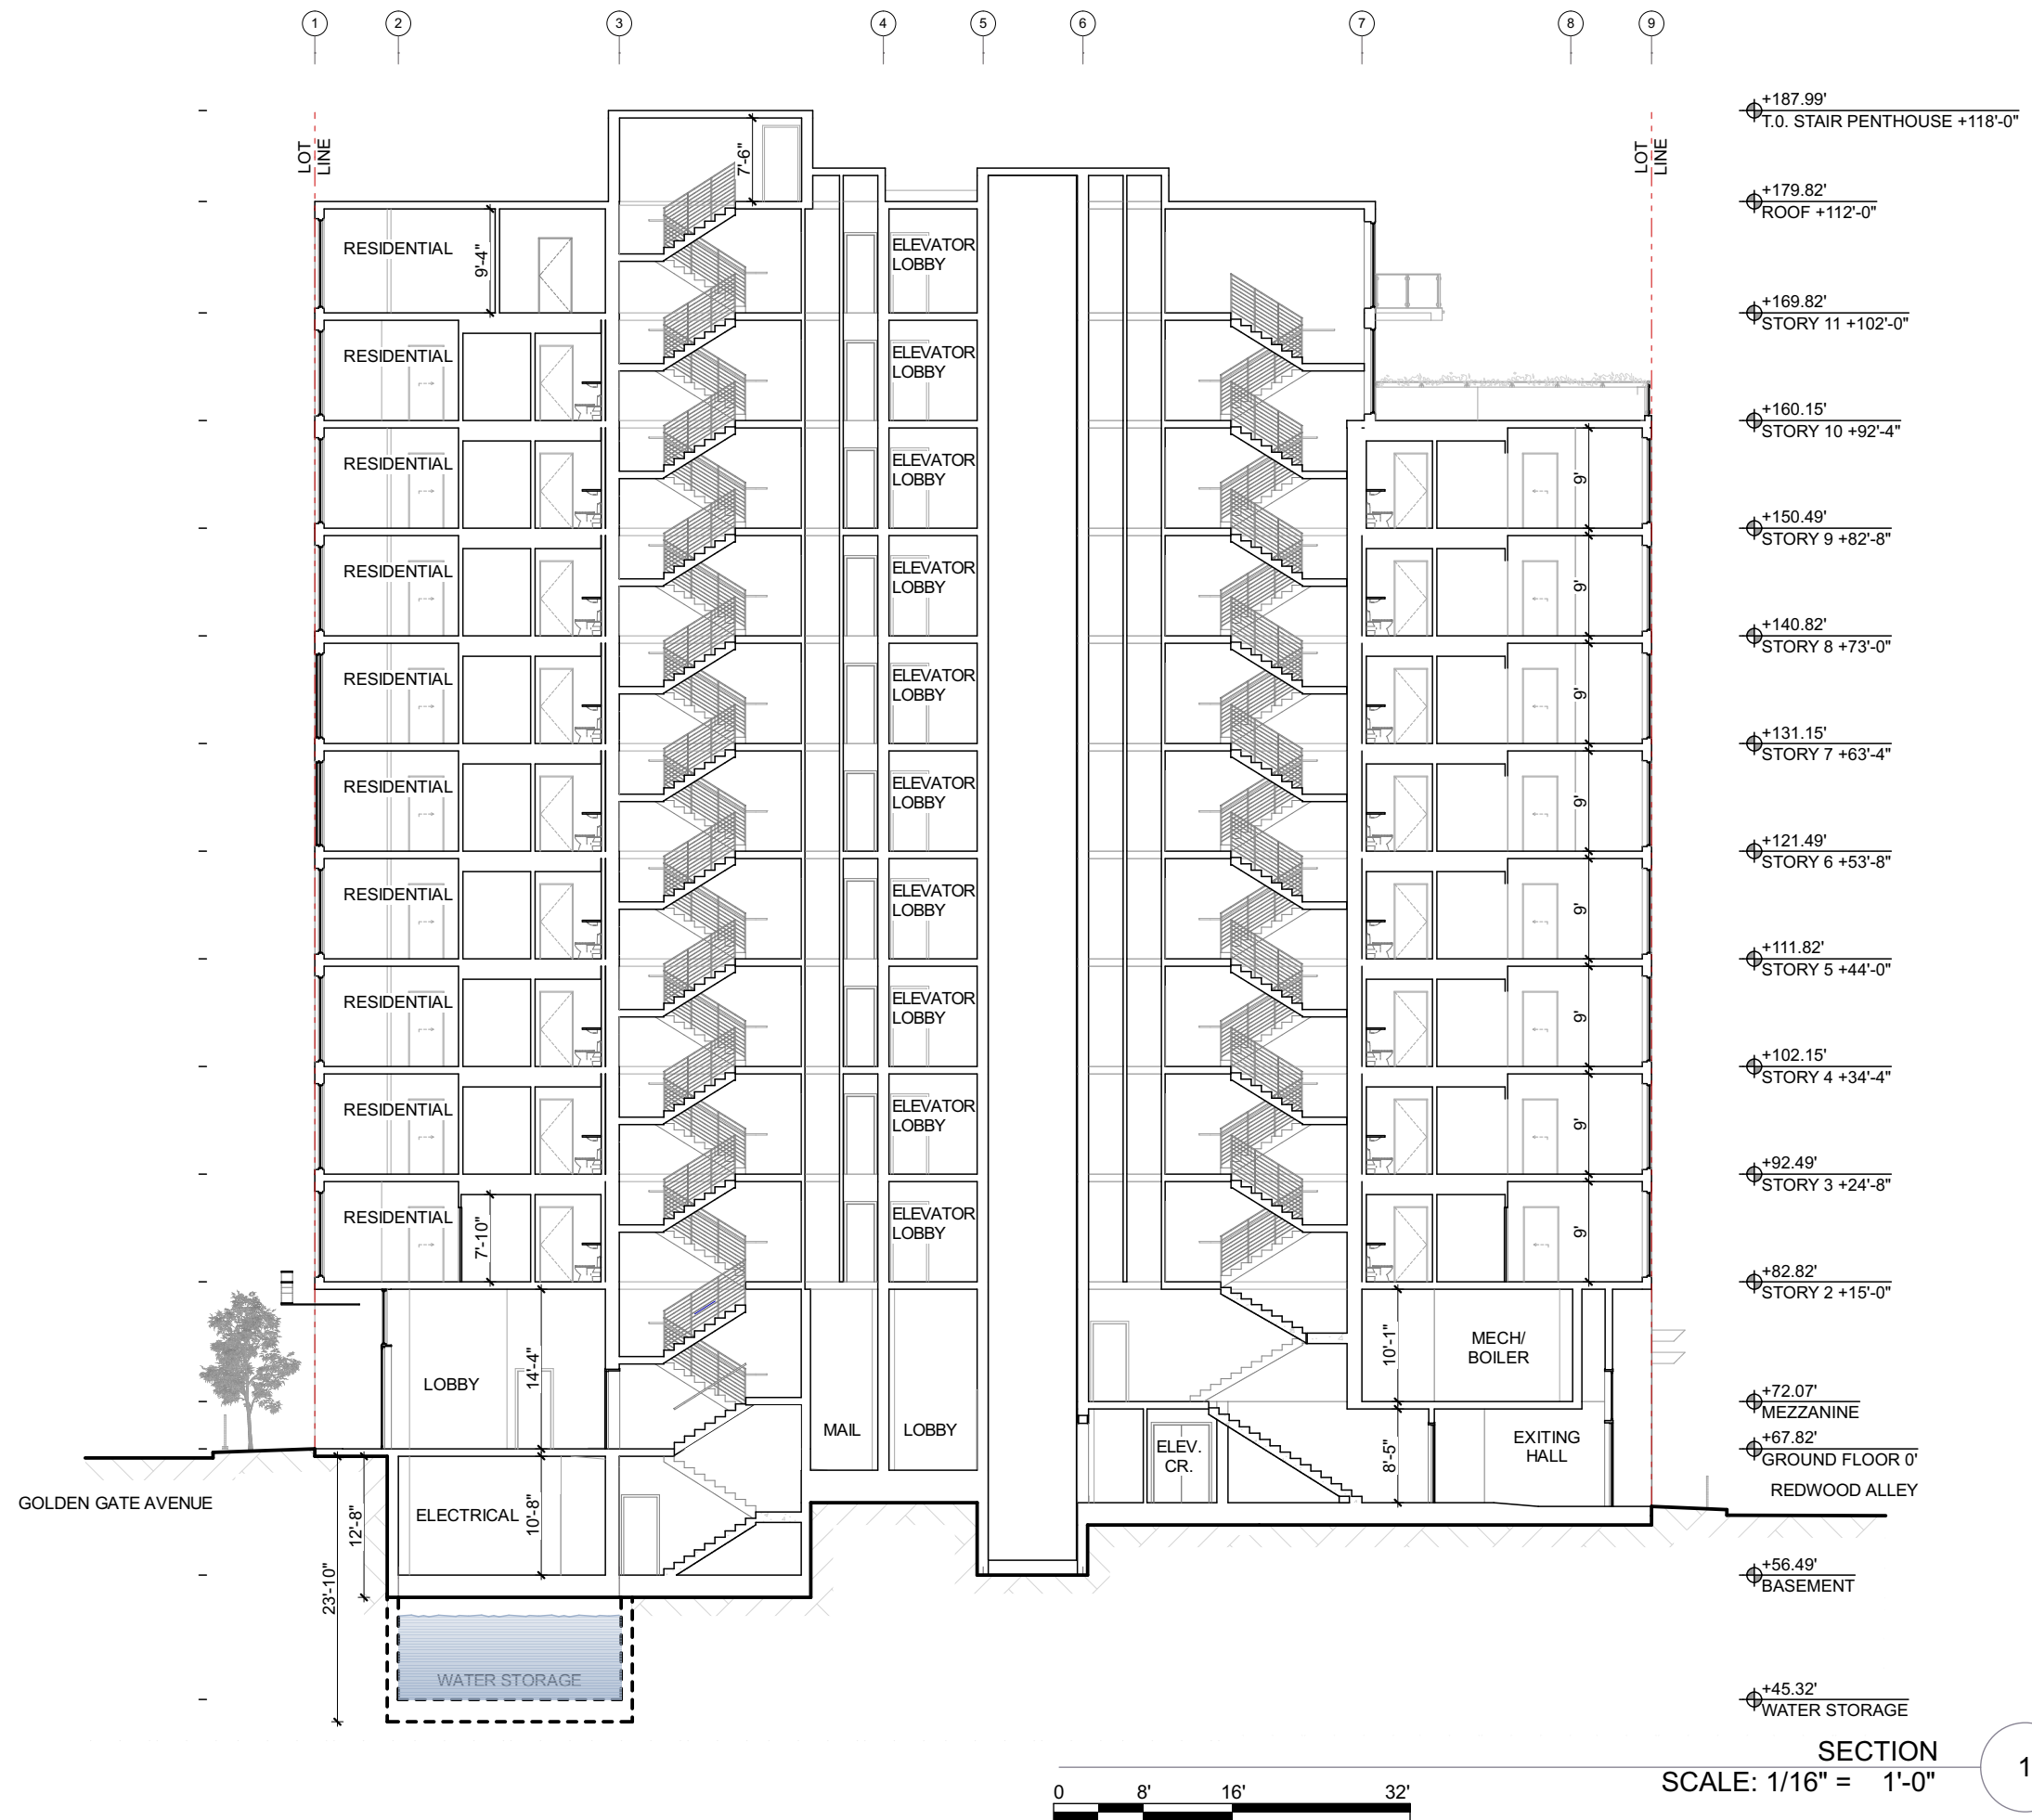 1 2 3 4 5 6 7 8 9
LOT
LINE
LOT
LINE
+187.99'
T.0. STAIR PENTHOUSE +118'-0"
7'-6"
+179.82'
ROOF +112'-0"
RESIDENTIAL
9'-4"
ELEVATOR
LOBBY
+169.82'
STORY 11 +102'-0"
RESIDENTIAL
ELEVATOR
LOBBY
+160.15'
STORY 10 +92'-4"
RESIDENTIAL
ELEVATOR
LOBBY
9'
+150.49'
STORY 9 +82'-8"
RESIDENTIAL
ELEVATOR
LOBBY
9'
+140.82'
STORY 8 +73'-0"
RESIDENTIAL
ELEVATOR
LOBBY
9'
+131.15'
STORY 7 +63'-4"
RESIDENTIAL
ELEVATOR
LOBBY
9'
+121.49'
STORY 6 +53'-8"
RESIDENTIAL
ELEVATOR
LOBBY
9'
+111.82'
STORY 5 +44'-0"
RESIDENTIAL
ELEVATOR
LOBBY
9'
+102.15'
STORY 4 +34'-4"
RESIDENTIAL
ELEVATOR
LOBBY
9'
+92.49'
STORY 3 +24'-8"
RESIDENTIAL
7'-10"
ELEVATOR
LOBBY
9'
+82.82'
STORY 2 +15'-0"
LOBBY
14'-4"
MAIL
LOBBY
10'-1"
MECH/
BOILER
+72.07'
MEZZANINE
ELEV.
CR.
8'-5"
EXITING
HALL
+67.82'
GROUND FLOOR 0'
REDWOOD ALLEY
GOLDEN GATE AVENUE
ELECTRICAL
10'-8"
12'-8"
23'-10"
+56.49'
BASEMENT
WATER STORAGE
+45.32'
WATER STORAGE
SECTION
SCALE: 1/16" = 1'-0"
1
0 8' 16' 32'